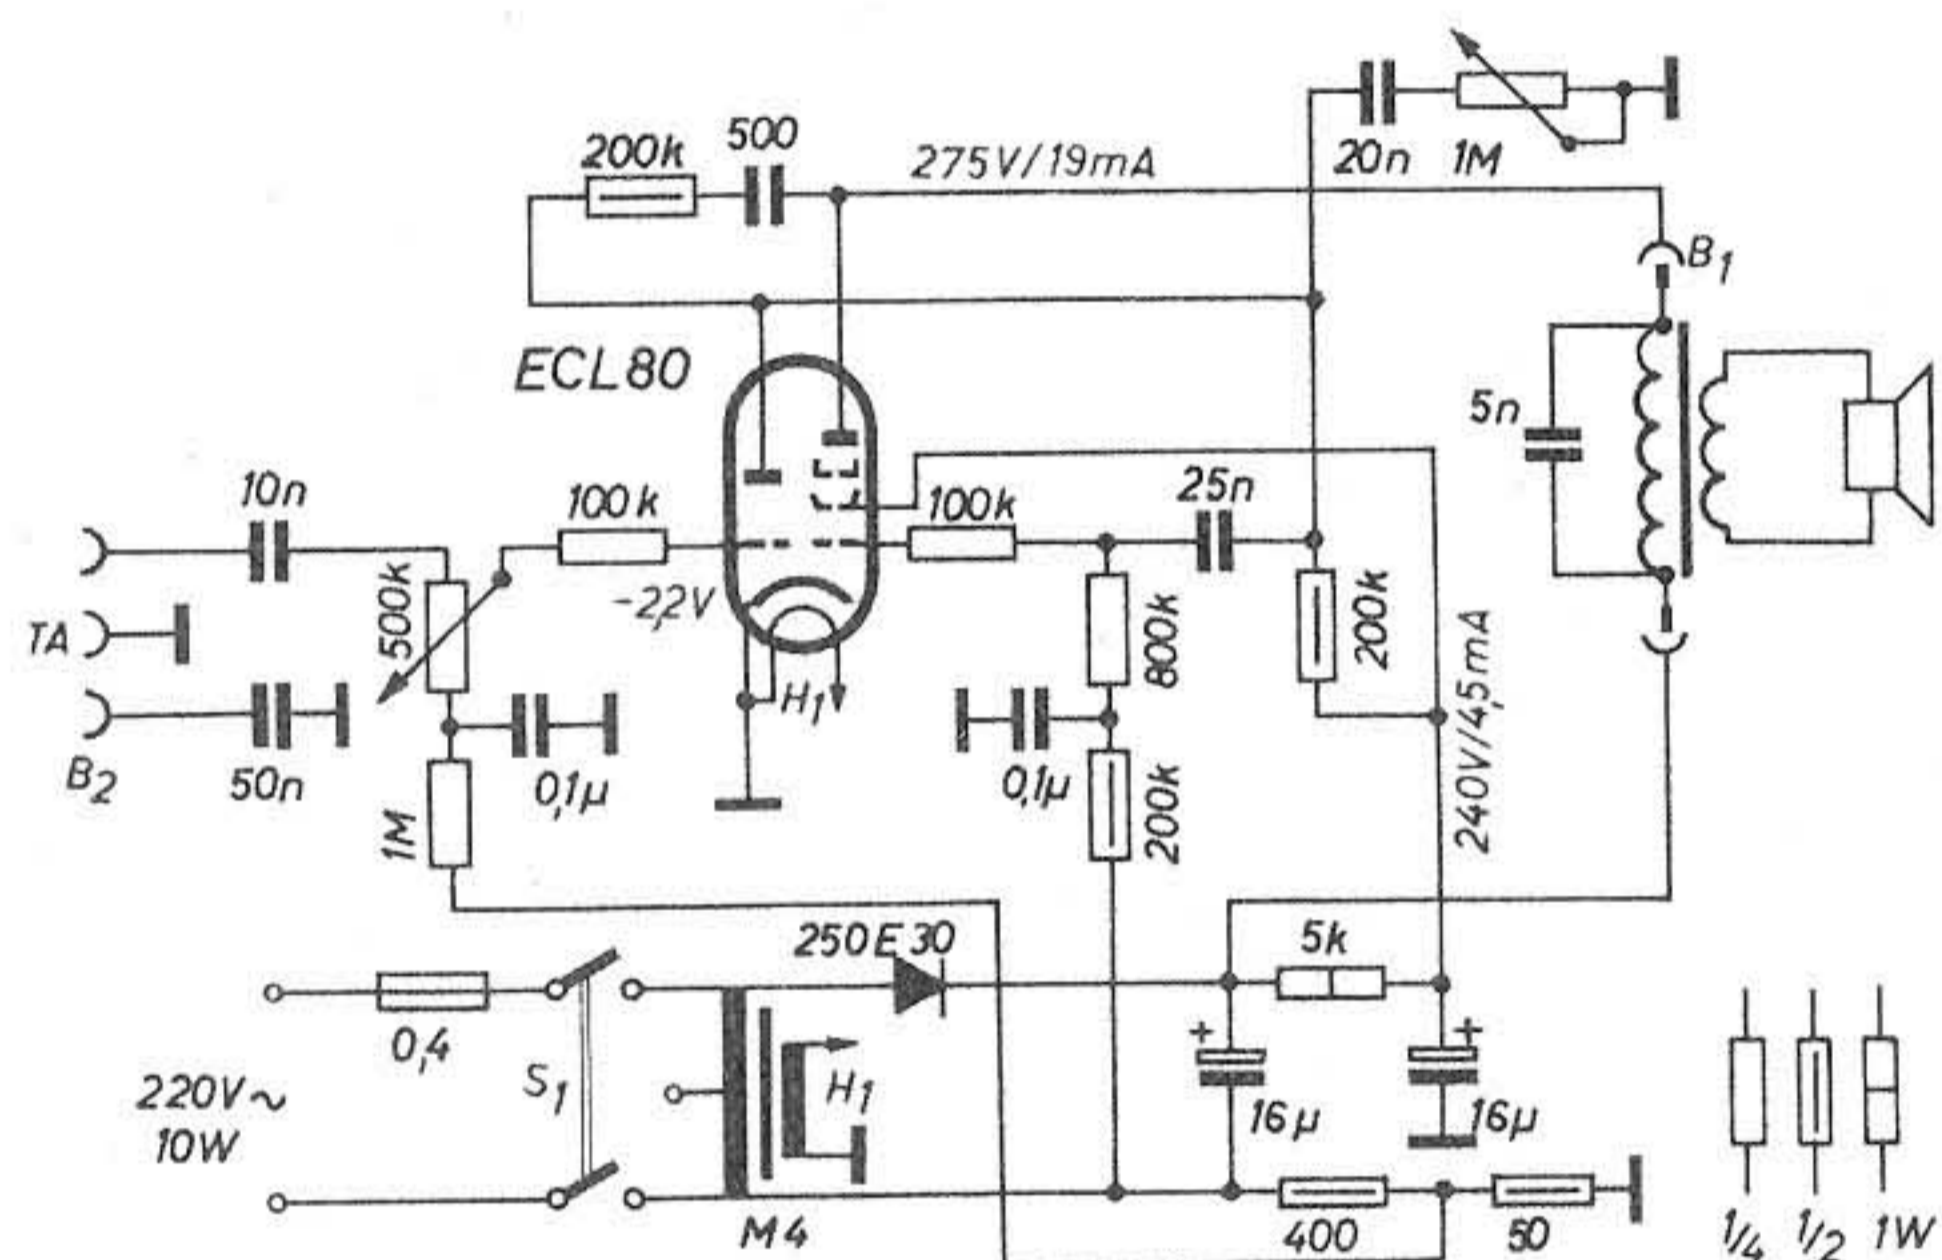 500
200k
275V/19mA
20n
1M
B1
ECL80
5n
10n
100k
100k
25n
500k
-2,2V
800k
200k
TA
H1
240V/4,5mA
B2
50n
0,1µ
0,1µ
200k
1M
250E30
5k
0,4
+
+
S1
H1
220V~
10W
16µ
16µ
M4
400
50
1/4
1/2
1W